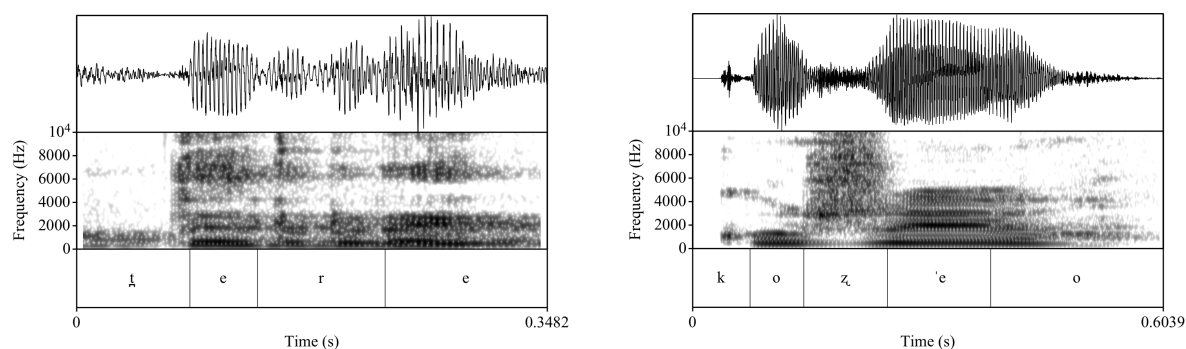 10⁴
8000
6000
4000
2000
0
Frequency (Hz)
t̪ e r e
0 0.3482
Time (s)
10⁴
8000
6000
4000
2000
0
Frequency (Hz)
k o ʐ ˈe o
0 0.6039
Time (s)